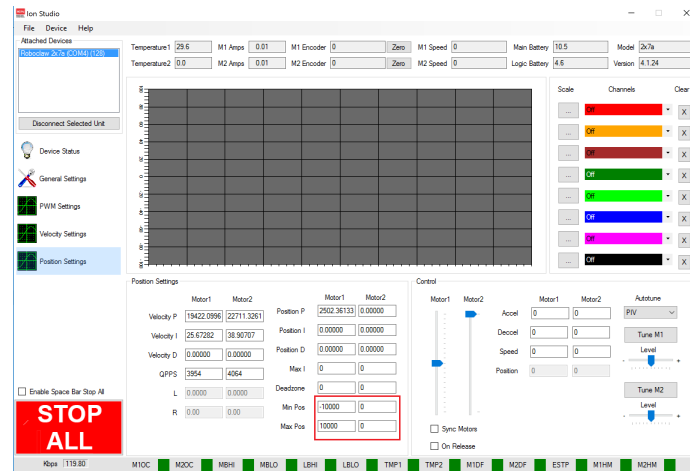 Ion Studio
File Device Help
Attached Devices
Roboclaw 2x7a (COM4) (128)
Disconnect Selected Unit
Device Status
General Settings
PWM Settings
Velocity Settings
Position Settings
Enable Space Bar Stop All
STOP
ALL
Temperature1 29.6 M1 Amps 0.01 M1 Encoder 0 Zero M1 Speed 0 Main Battery 10.5 Model 2x7a
Temperature2 0.0 M2 Amps 0.01 M2 Encoder 0 Zero M2 Speed 0 Logic Battery 4.6 Version 4.1.24
Scale Channels Clear
... Off X
... Off X
... Off X
... Off X
... Off X
... Off X
... Off X
... Off X
Position Settings
Motor1 Motor2
Velocity P 19422.0996 22711.3261
Velocity I 25.67282 38.90707
Velocity D 0.00000 0.00000
QPPS 3954 4064
L 0.0000 0.0000
R 0.00 0.00
Motor1 Motor2
Position P 2502.36133 0.00000
Position I 0.00000 0.00000
Position D 0.00000 0.00000
Max I 0 0
Deadzone 0 0
Min Pos -10000 0
Max Pos 10000 0
Control
Motor1 Motor2
Sync Motors
On Release
Motor1 Motor2
Accel 0 0
Deccel 0 0
Speed 0 0
Position 0 0
Autotune
PIV
Tune M1
Level
- +
Tune M2
Level
- +
Kbps 119.80 M1OC M2OC MBHI MBLO LBHI LBLO TMP1 TMP2 M1DF M2DF ESTP M1HM M2HM